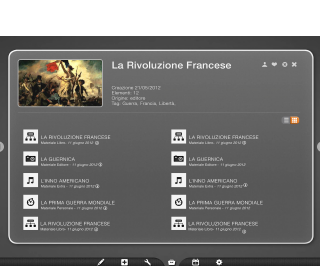 La Rivoluzione Francese
Creazione 21/06/2012
Elementi: 12
Origine: editore
Tag: Guerra, Francia, Libertà,
LA RIVOLUZIONE FRANCESE
Materiale Libro- 11 giugno 2012
LA RIVOLUZIONE FRANCESE
Materiale Libro- 11 giugno 2012
LA GUERNICA
Materiale Editore - 11 giugno 2012
LA GUERNICA
Materiale Editore - 11 giugno 2012
L'INNO AMERICANO
Materiale Extra - 11 giugno 2012
L'INNO AMERICANO
Materiale Extra - 11 giugno 2012
LA PRIMA GUERRA MONDIALE
Materiale Personale - 11 giugno 2012
LA PRIMA GUERRA MONDIALE
Materiale Personale - 11 giugno 2012
LA RIVOLUZIONE FRANCESE
Materiale Libro- 11 giugno 2012
LA RIVOLUZIONE FRANCESE
Materiale Libro- 11 giugno 2012